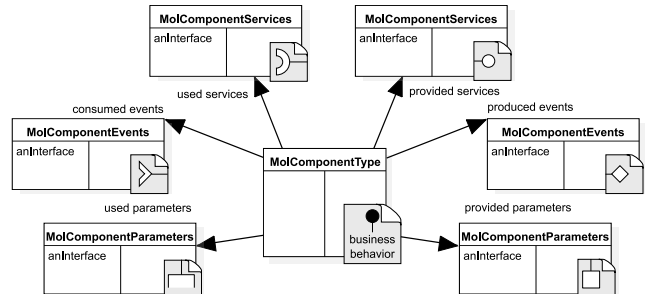 MolComponentServices
anInterface
MolComponentServices
anInterface
used services
provided services
consumed events
produced events
MolComponentEvents
anInterface
MolComponentType
MolComponentEvents
anInterface
used parameters
provided parameters
business
behavior
MolComponentParameters
anInterface
MolComponentParameters
anInterface